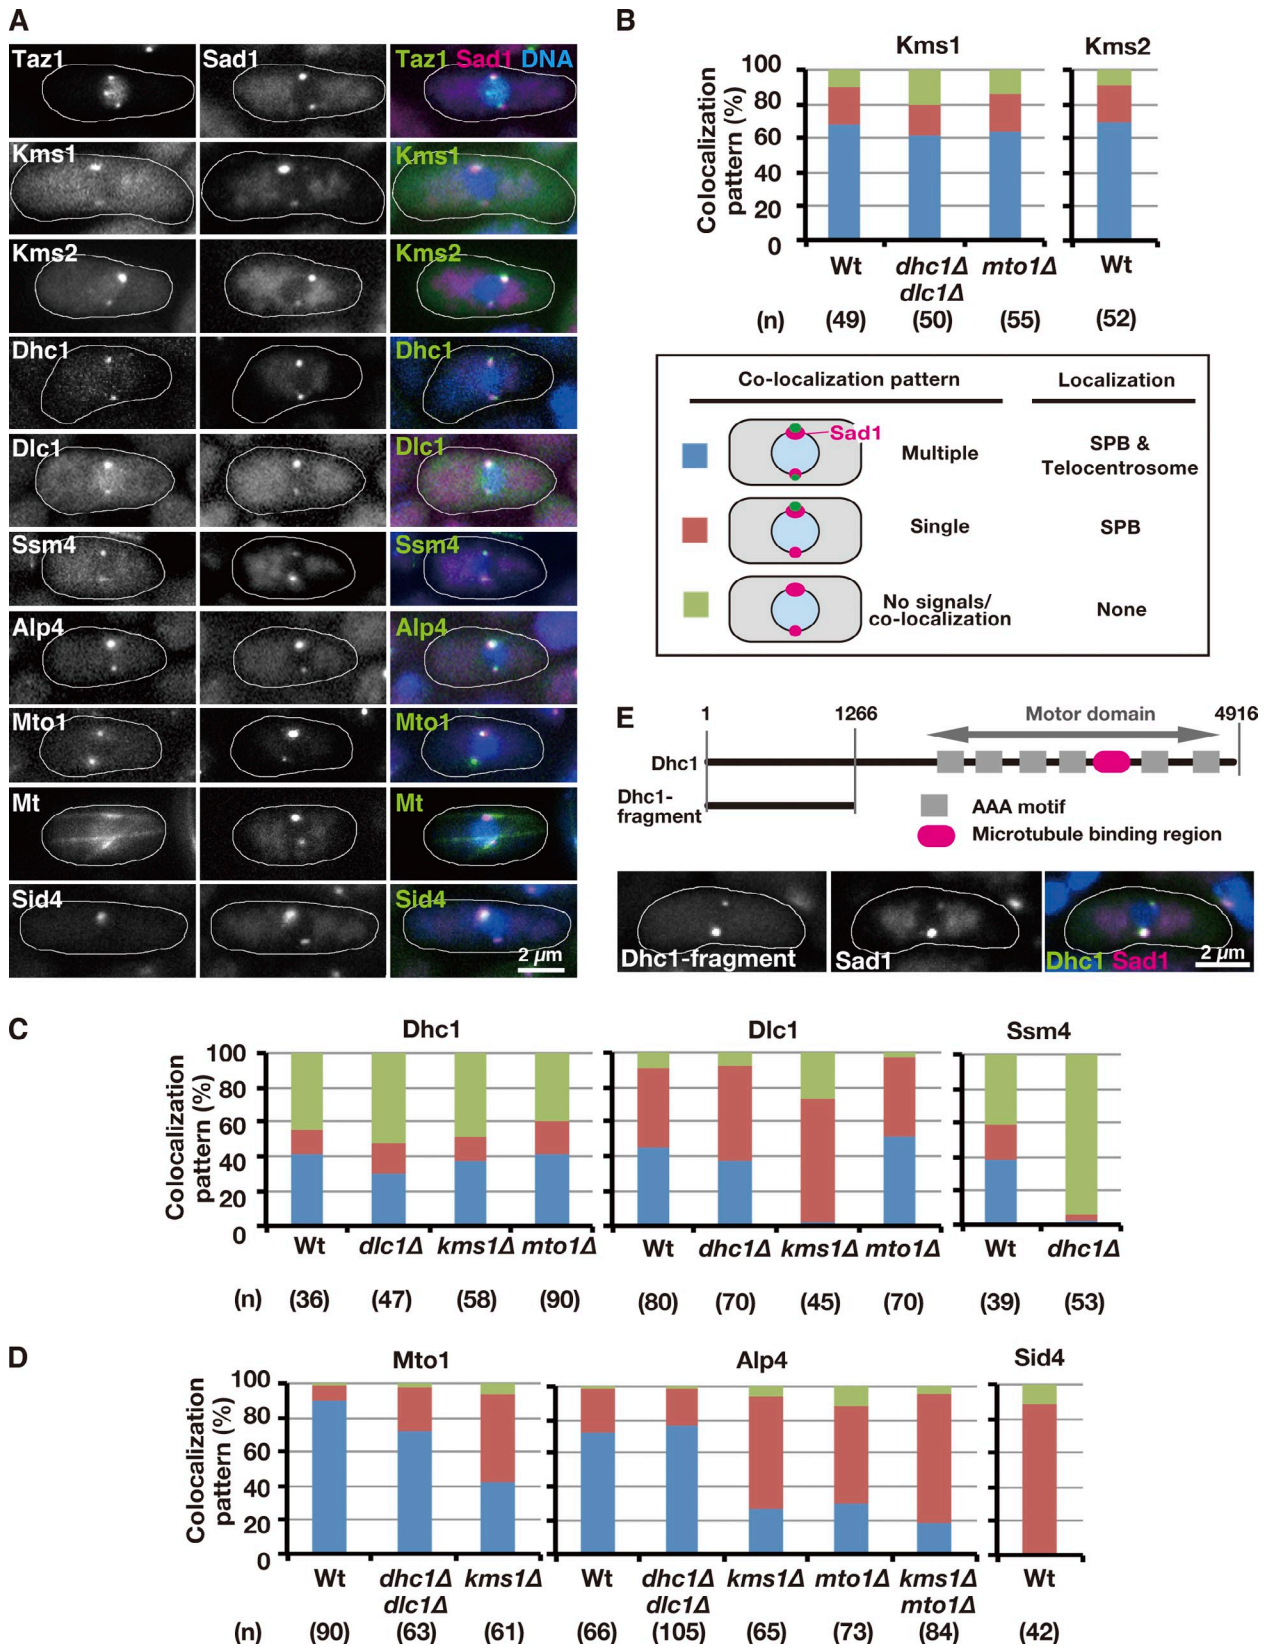 A
Taz1 Sad1 Taz1 Sad1 DNA
Kms1 Kms1
Kms2 Kms2
Dhc1 Dhc1
Dlc1 Dlc1
Ssm4 Ssm4
Alp4 Alp4
Mto1 Mto1
Mt Mt
Sid4 Sid4
2 µm
B
Kms1 Kms2
Colocalization
pattern (%)
100
80
60
40
20
0
Wt dhc1Δ mto1Δ Wt
dlc1Δ
(n) (49) (50) (55) (52)
Co-localization pattern Localization
Sad1
Multiple SPB &
Telocentrosome
Single SPB
No signals/
co-localization None
E
1 1266 4916
Motor domain
Dhc1
Dhc1-
fragment
AAA motif
Microtubule binding region
Dhc1-fragment Sad1 Dhc1 Sad1 2 µm
C
Dhc1 Dlc1 Ssm4
Colocalization
pattern (%)
100
80
60
40
20
0
Wt dlc1Δ kms1Δ mto1Δ Wt dhc1Δ kms1Δ mto1Δ Wt dhc1Δ
(n) (36) (47) (58) (90) (80) (70) (45) (70) (39) (53)
D
Mto1 Alp4 Sid4
Colocalization
pattern (%)
100
80
60
40
20
0
Wt dhc1Δ kms1Δ Wt dhc1Δ kms1Δ mto1Δ kms1Δ Wt
dlc1Δ dlc1Δ mto1Δ
(n) (90) (63) (61) (66) (105) (65) (73) (84) (42)